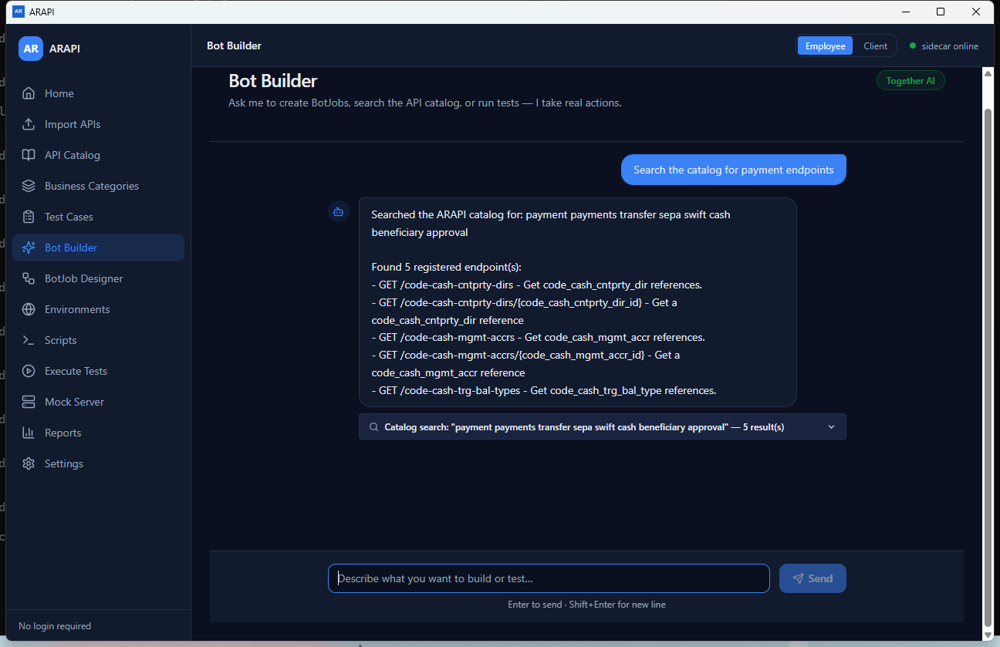 AR ARAPI
AR ARAPI
Bot Builder
Employee Client sidecar online
Home
Import APIs
API Catalog
Business Categories
Test Cases
Bot Builder
BotJob Designer
Environments
Scripts
Execute Tests
Mock Server
Reports
Settings
No login required
Bot Builder
Together AI
Ask me to create BotJobs, search the API catalog, or run tests — I take real actions.
Search the catalog for payment endpoints
Searched the ARAPI catalog for: payment payments transfer sepa swift cash
beneficiary approval
Found 5 registered endpoint(s):
- GET /code-cash-cntprty-dirs - Get code_cash_cntprty_dir references.
- GET /code-cash-cntprty-dirs/{code_cash_cntprty_dir_id} - Get a
code_cash_cntprty_dir reference
- GET /code-cash-mgmt-accrs - Get code_cash_mgmt_accr references.
- GET /code-cash-mgmt-accrs/{code_cash_mgmt_accr_id} - Get a
code_cash_mgmt_accr reference
- GET /code-cash-trg-bal-types - Get code_cash_trg_bal_type references.
Catalog search: "payment payments transfer sepa swift cash beneficiary approval" — 5 result(s)
Describe what you want to build or test...
Send
Enter to send · Shift+Enter for new line